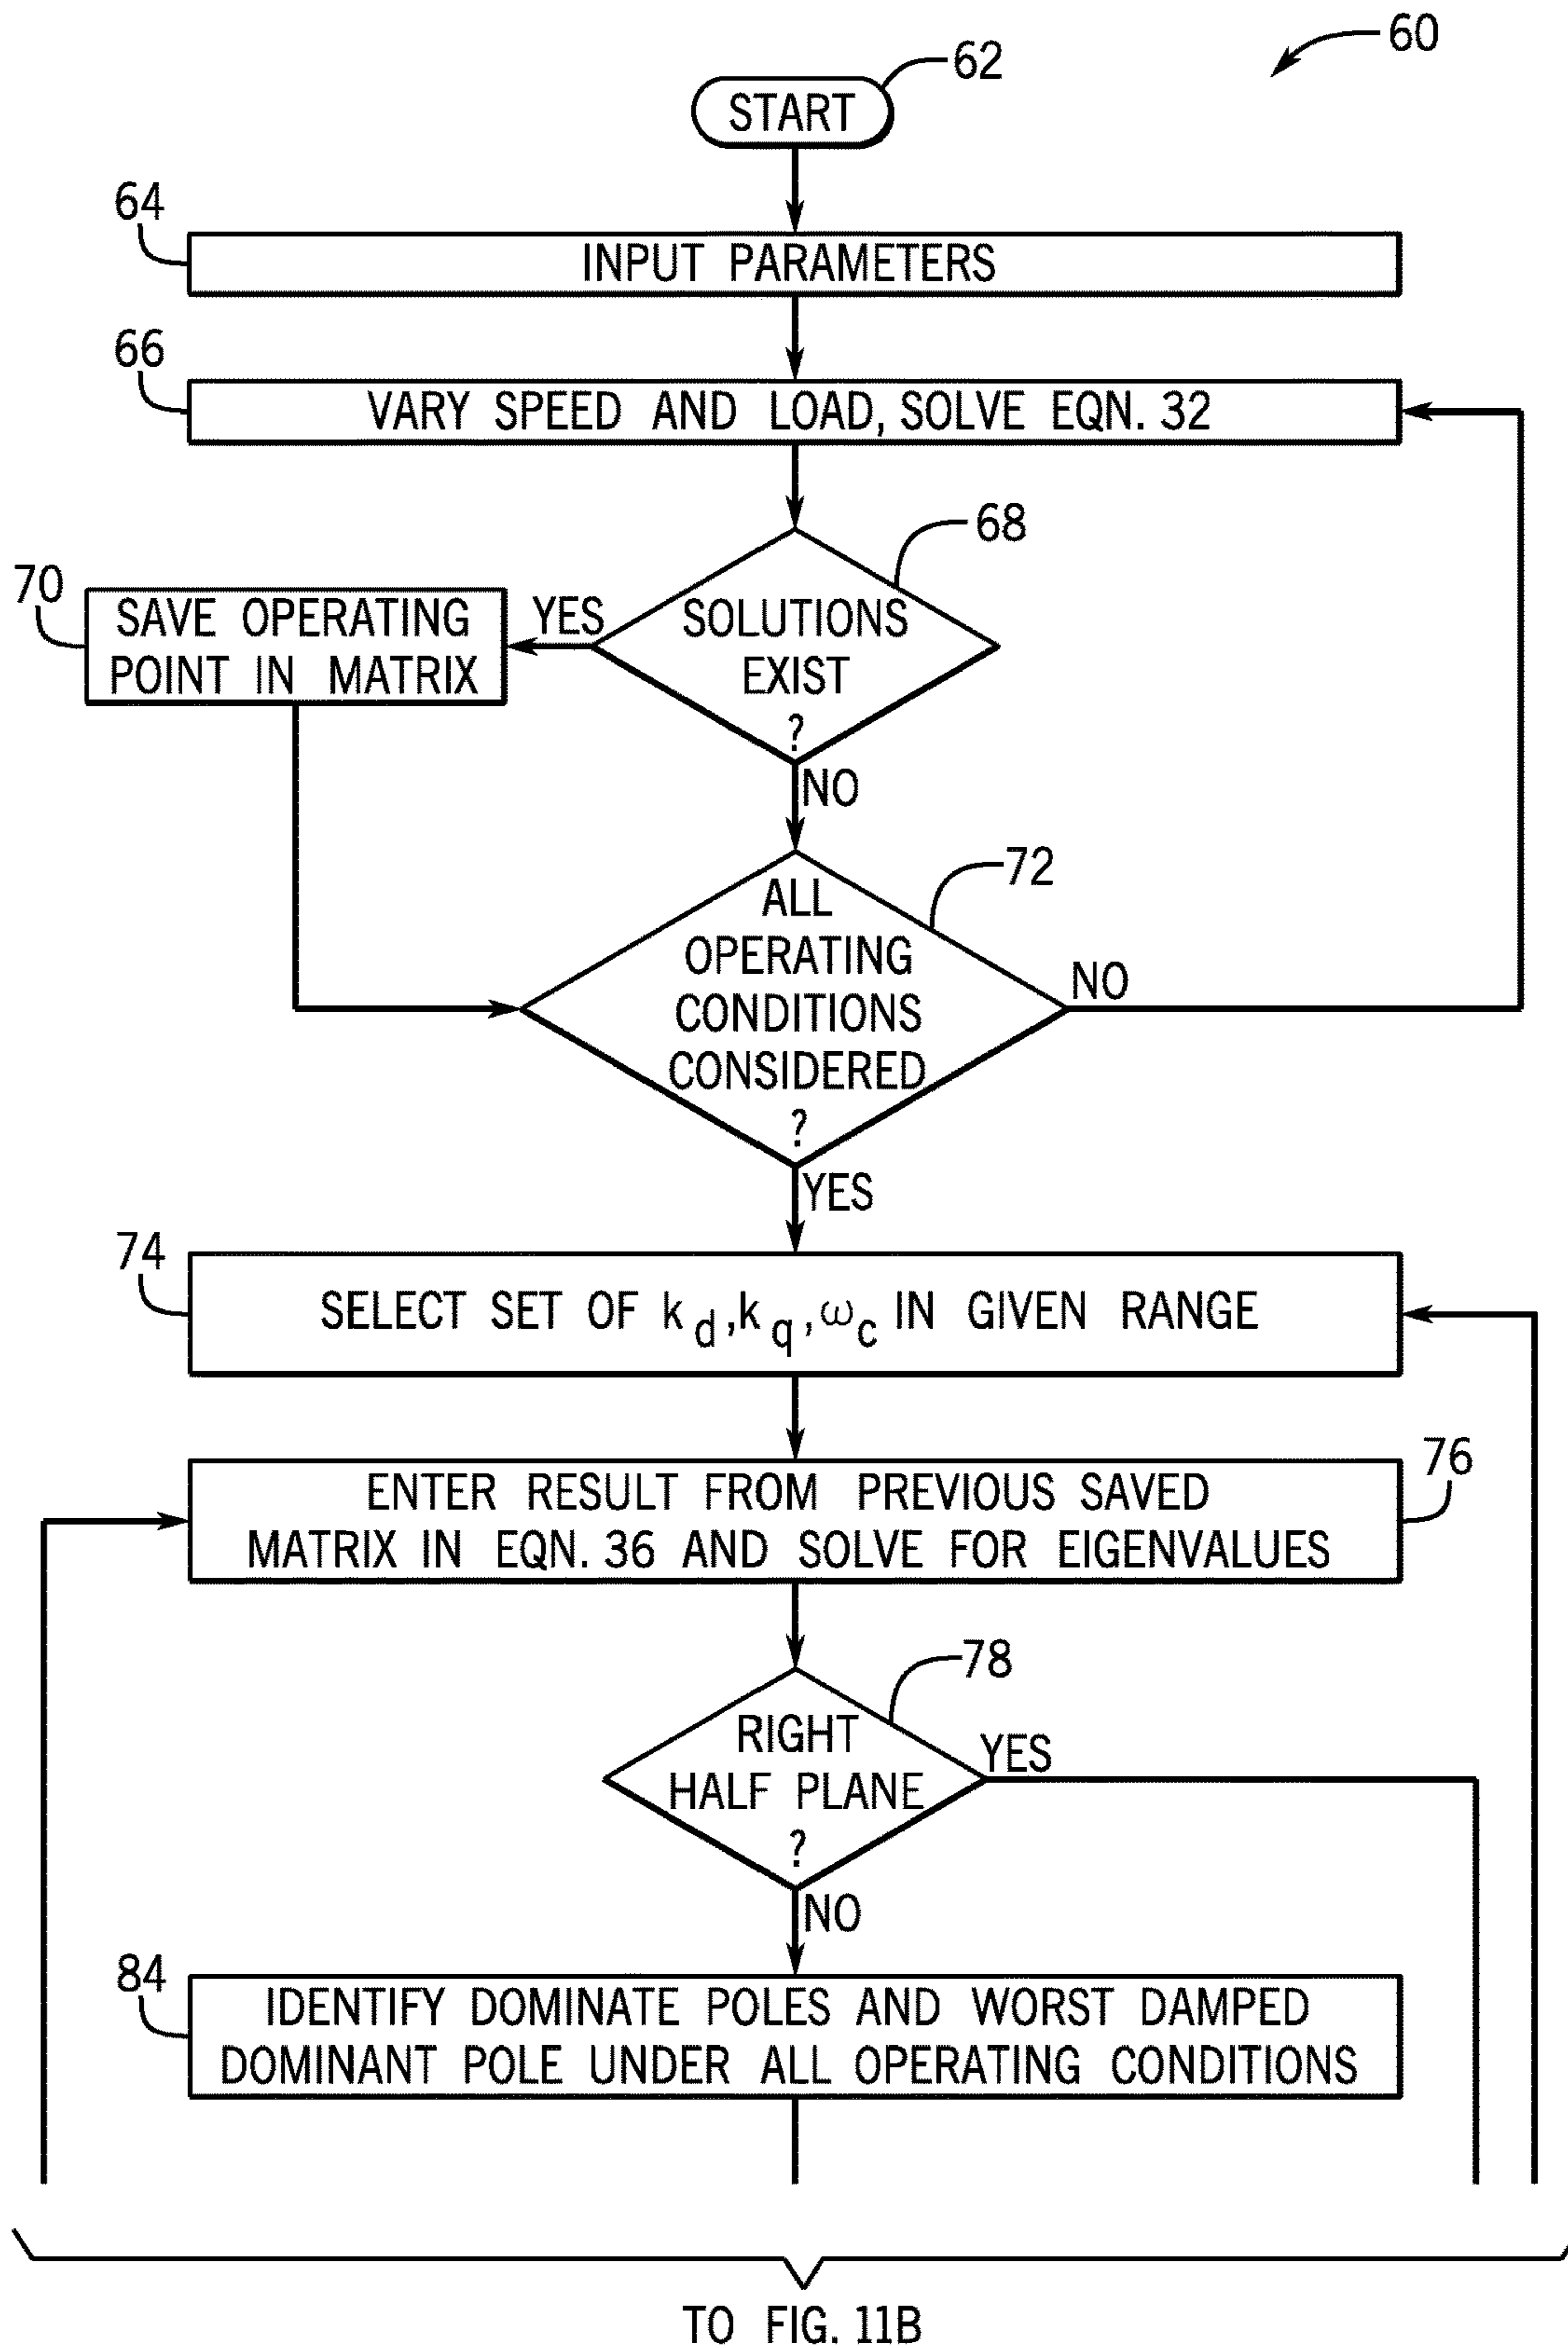 60
62
START
64
INPUT PARAMETERS
66
VARY SPEED AND LOAD, SOLVE EQN. 32
68
70
SAVE OPERATING
POINT IN MATRIX
YES
SOLUTIONS
EXIST
?
NO
72
ALL
OPERATING
CONDITIONS
CONSIDERED
?
NO
YES
74
SELECT SET OF k d ,k q , ω c IN GIVEN RANGE
76
ENTER RESULT FROM PREVIOUS SAVED
MATRIX IN EQN. 36 AND SOLVE FOR EIGENVALUES
78
RIGHT
HALF PLANE
?
YES
NO
84
IDENTIFY DOMINATE POLES AND WORST DAMPED
DOMINANT POLE UNDER ALL OPERATING CONDITIONS
TO FIG. 11B